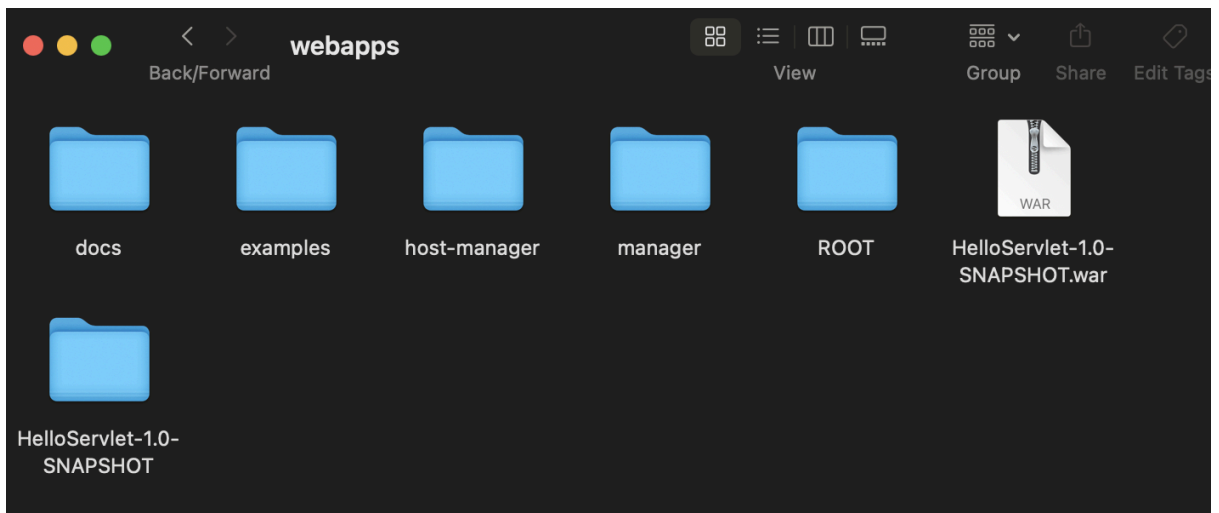 webapps
Back/Forward
View
Group
Share
Edit Tags
docs
examples
host-manager
manager
ROOT
WAR
HelloServlet-1.0-
SNAPSHOT.war
HelloServlet-1.0-
SNAPSHOT